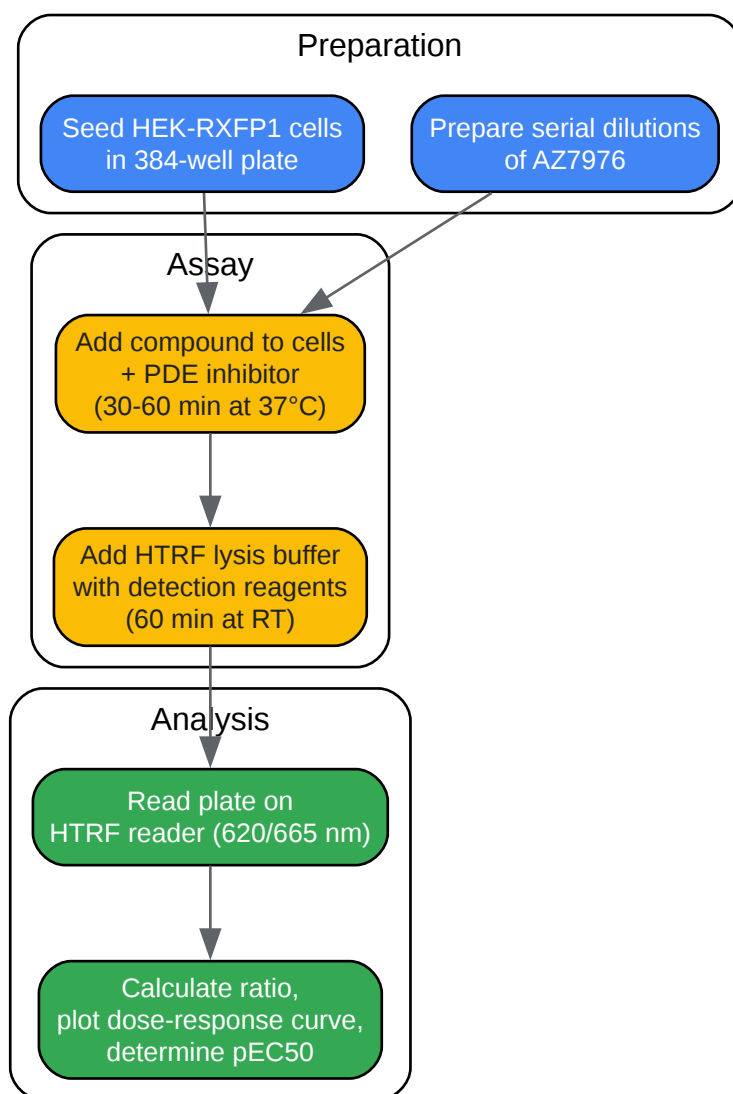 Preparation
Seed HEK-RXFP1 cells
in 384-well plate
Prepare serial dilutions
of AZ7976
Assay
Add compound to cells
+ PDE inhibitor
(30-60 min at 37°C)
Add HTRF lysis buffer
with detection reagents
(60 min at RT)
Analysis
Read plate on
HTRF reader (620/665 nm)
Calculate ratio,
plot dose-response curve,
determine pEC50